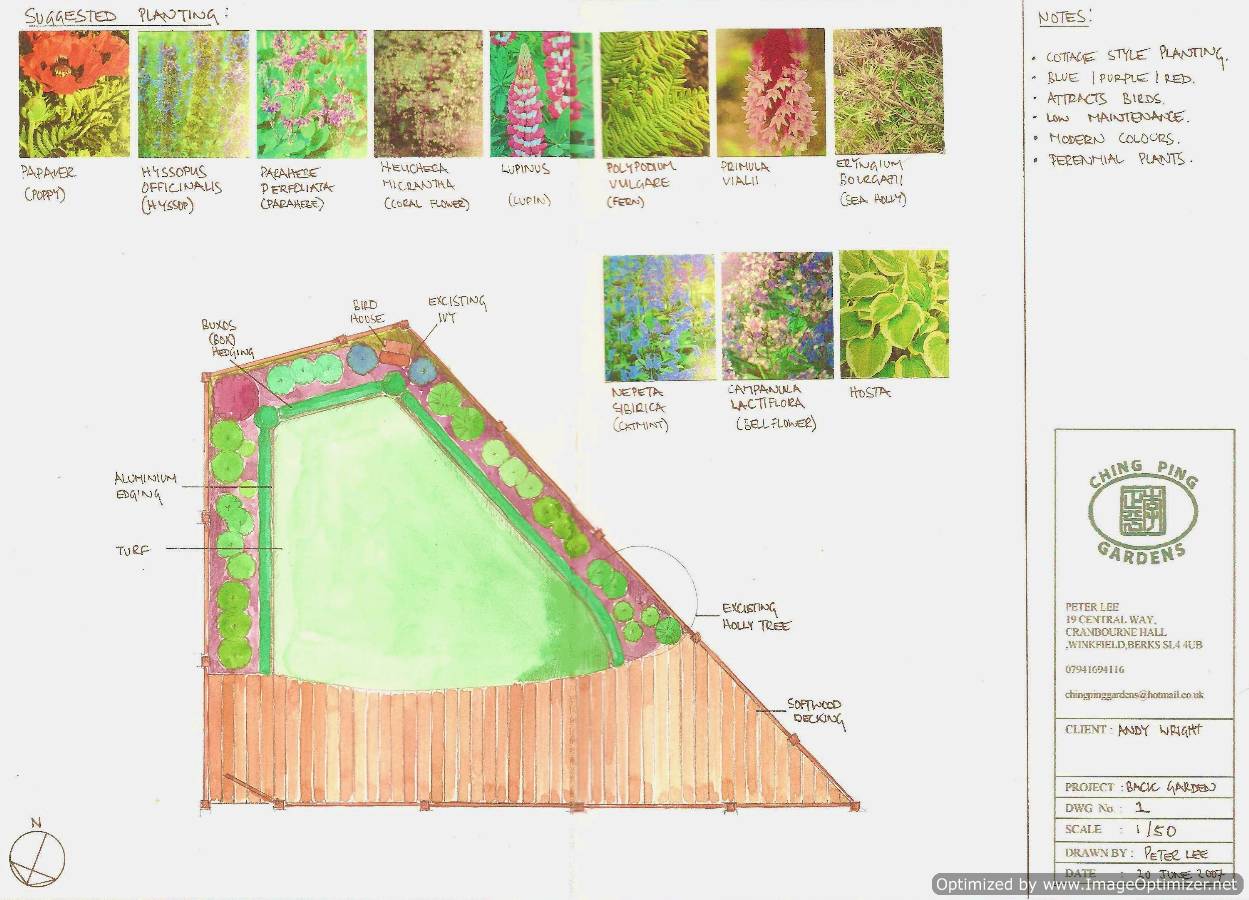 SUGGESTED PLANTING:
PAPAVER
(POPPY)
HYSSOPUS
OFFICINALIS
(HYSSOP)
PARAHEBE
PERFOLIATA
(PARAHEBE)
HEUCHERA
MICRANTHA
(CORAL FLOWER)
LUPINUS
(LUPIN)
POLYPODIUM
VULGARE
(FERN)
PRIMULA
VIALII
ERYNGIUM
BOURGATII
(SEA HOLLY)
NEPETA
SIBIRICA
(CATMINT)
CAMPANULA
LACTIFLORA
(BELLFLOWER)
HOSTA
BUXUS
(BOX)
HEDGING
BIRD
HOUSE
EXCISTING
IVY
ALUMINIUM
EDGING
TURF
EXCISTING
HOLLY TREE
SOFTWOOD
DECKING
N
NOTES:
• COTTAGE STYLE PLANTING.
• BLUE / PURPLE / RED.
• ATTRACTS BIRDS.
• LOW MAINTENANCE.
• MODERN COLOURS.
• PERENNIAL PLANTS.
CHING PING
GARDENS
PETER LEE
19 CENTRAL WAY,
CRANBOURNE HALL
,WINKFIELD,BERKS SL4 4UB
07941694116
chingpinggardens@hotmail.co.uk
CLIENT : ANDY WRIGHT
PROJECT : BACK GARDEN
DWG No : 1
SCALE : 1/50
DRAWN BY : PETER LEE
DATE : 20 JUNE 2007
Optimized by www.ImageOptimizer.net